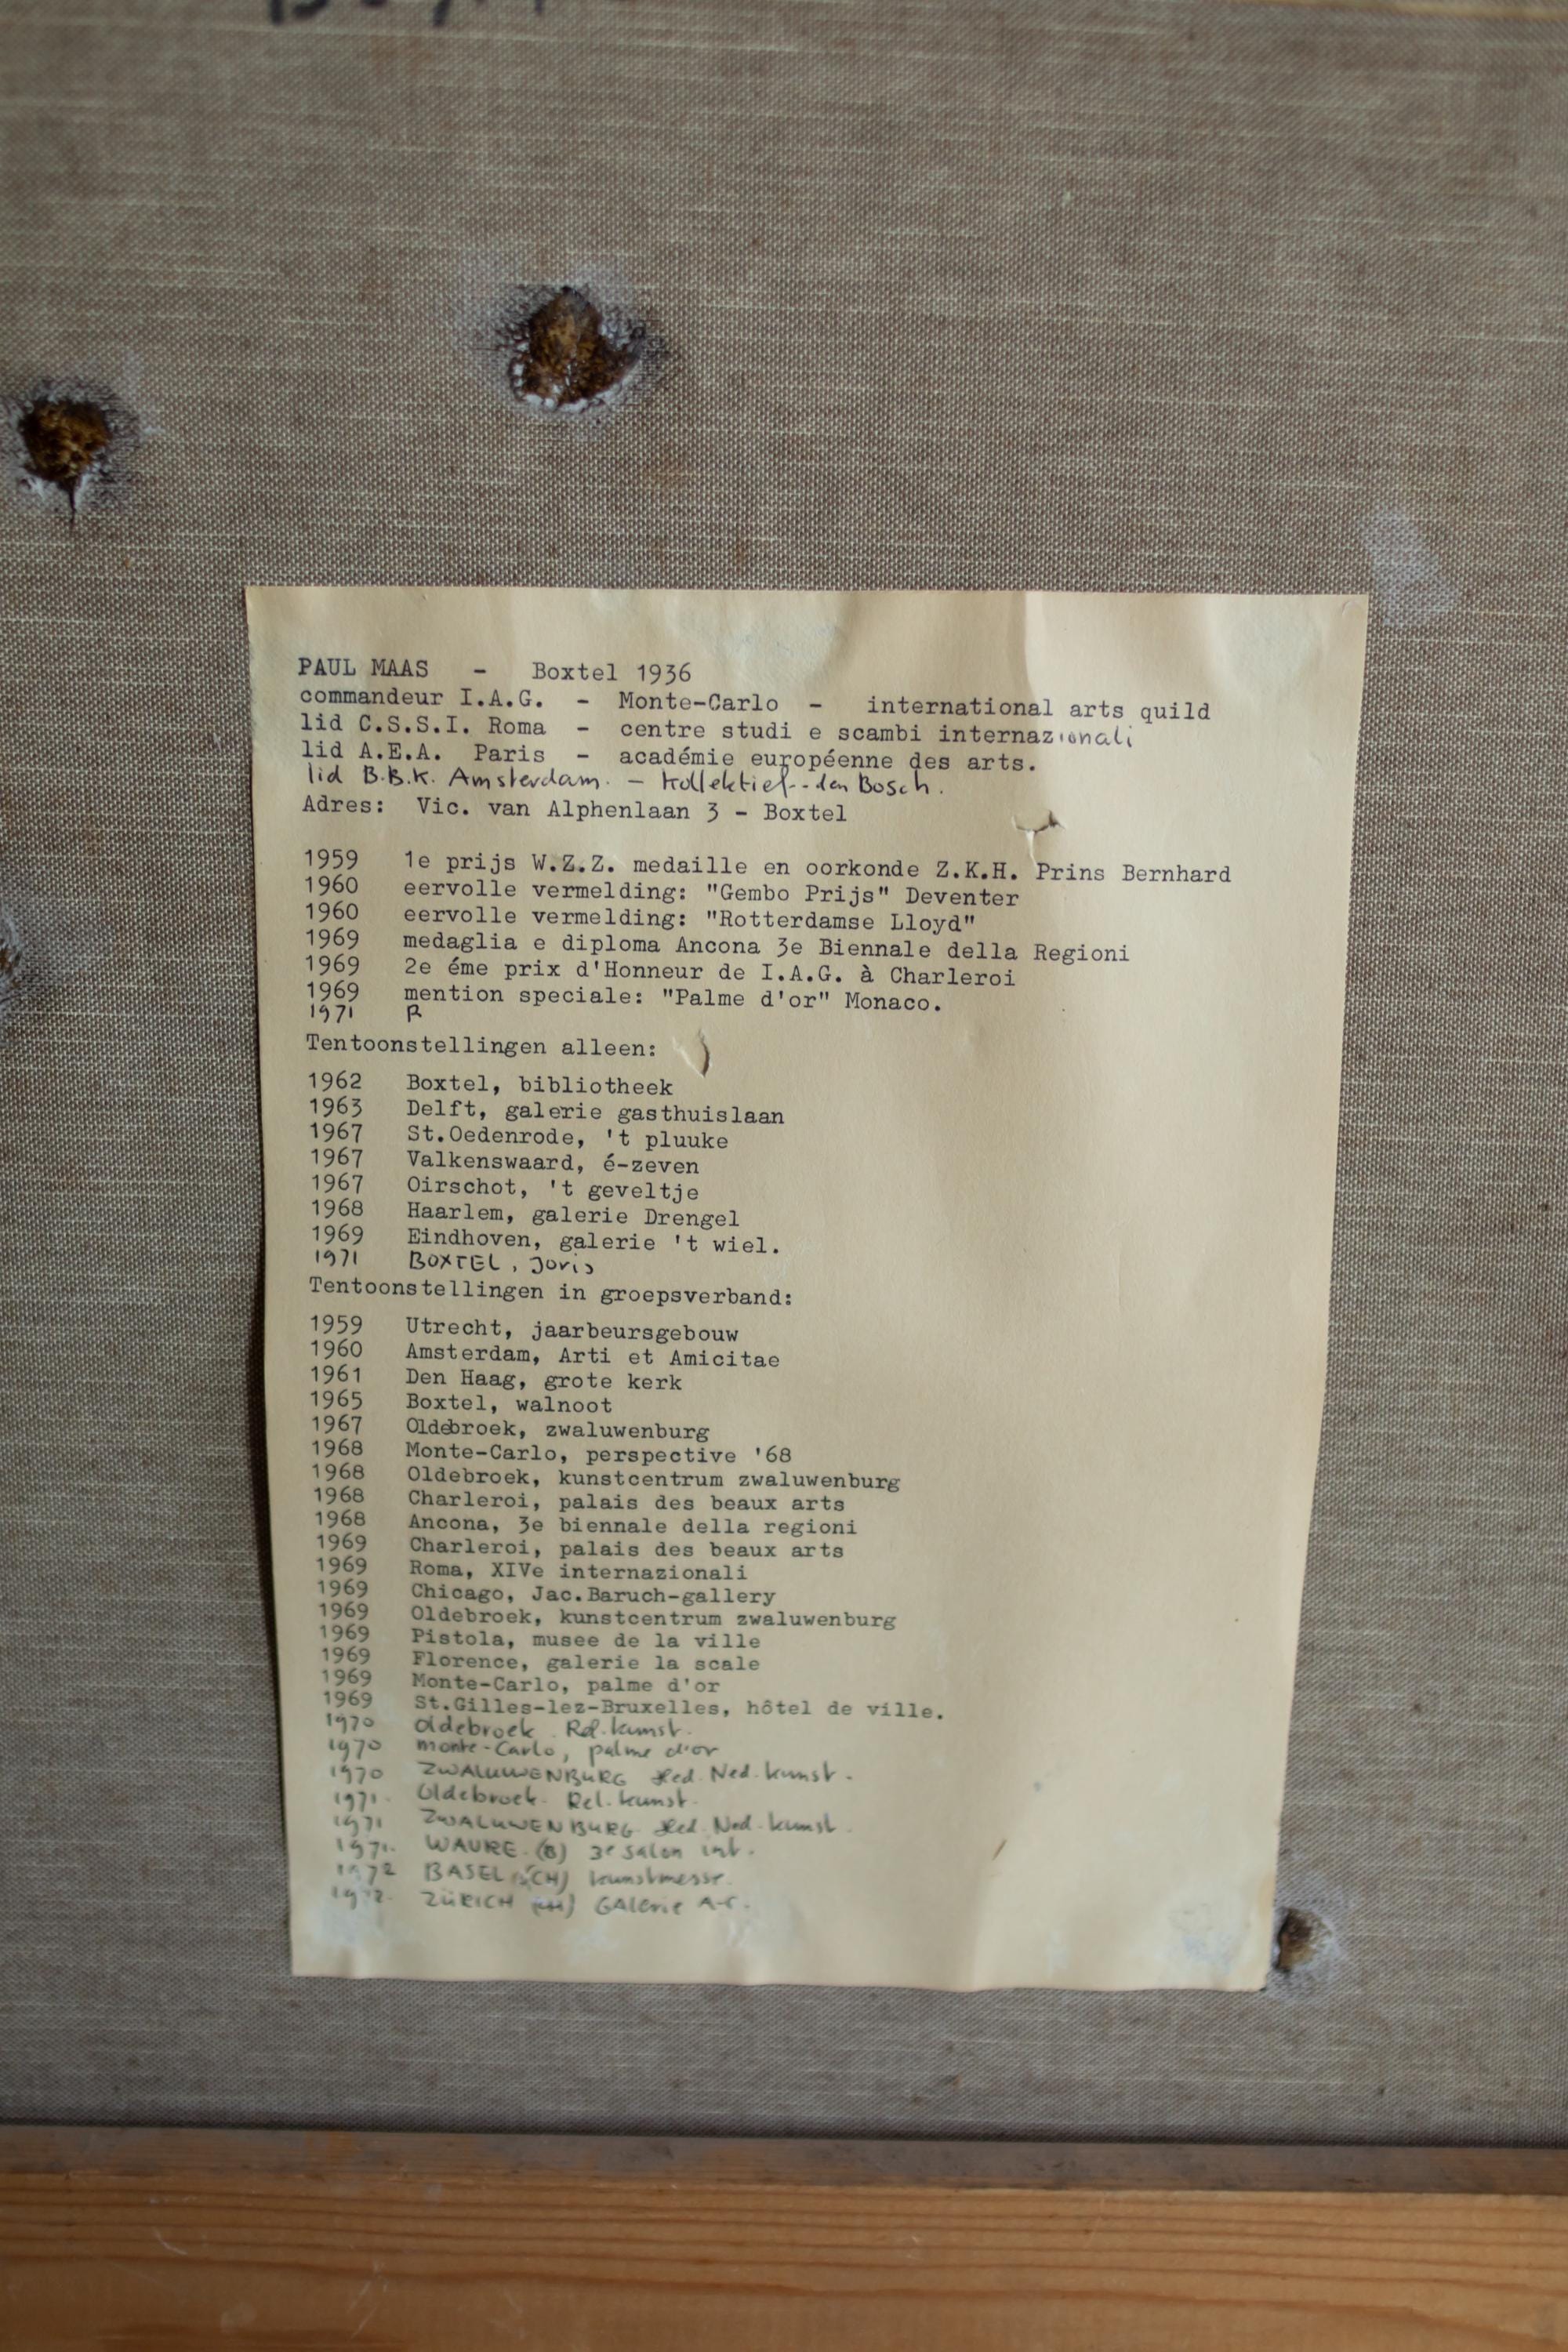 PAUL MAAS - Boxtel 1936
commandeur I.A.G. - Monte-Carlo - international arts quild
lid C.S.S.I. Roma - centre studi e scambi internazionali
lid A.E.A. Paris - académie européenne des arts.
lid B.B.K. Amsterdam. - kollektief--den Bosch.
Adres: Vic. van Alphenlaan 3 - Boxtel
1959 1e prijs W.Z.Z. medaille en oorkonde Z.K.H. Prins Bernhard
1960 eervolle vermelding: "Gembo Prijs" Deventer
1960 eervolle vermelding: "Rotterdamse Lloyd"
1969 medaglia e diploma Ancona 3e Biennale della Regioni
1969 2e éme prix d'Honneur de I.A.G. à Charleroi
1969 mention speciale: "Palme d'or" Monaco.
1971
Tentoonstellingen alleen:
1962 Boxtel, bibliotheek
1963 Delft, galerie gasthuislaan
1967 St.Oedenrode, 't pluuke
1967 Valkenswaard, é-zeven
1967 Oirschot, 't geveltje
1968 Haarlem, galerie Drengel
1969 Eindhoven, galerie 't wiel.
1971 BOXTEL, Joris
Tentoonstellingen in groepsverband:
1959 Utrecht, jaarbeursgebouw
1960 Amsterdam, Arti et Amicitae
1961 Den Haag, grote kerk
1965 Boxtel, walnoot
1967 Oldebroek, zwaluwenburg
1968 Monte-Carlo, perspective '68
1968 Oldebroek, kunstcentrum zwaluwenburg
1968 Charleroi, palais des beaux arts
1968 Ancona, 3e biennale della regioni
1969 Charleroi, palais des beaux arts
1969 Roma, XIVe internazionali
1969 Chicago, Jac.Baruch-gallery
1969 Oldebroek, kunstcentrum zwaluwenburg
1969 Pistola, musee de la ville
1969 Florence, galerie la scale
1969 Monte-Carlo, palme d'or
1969 St.Gilles-lez-Bruxelles, hôtel de ville.
1970 Oldebroek. Rel. kunst.
1970 monte-Carlo, palme d'or
1970 ZWALUWENBURG Hed. Ned. kunst.
1971. Oldebroek. Rel. kunst.
1971 ZWALUWENBURG Hed. Ned. kunst.
1971. WAURE (B) 3e salon int.
1972 BASEL (CH) kunstmesse.
1972. ZÜRICH GALerie